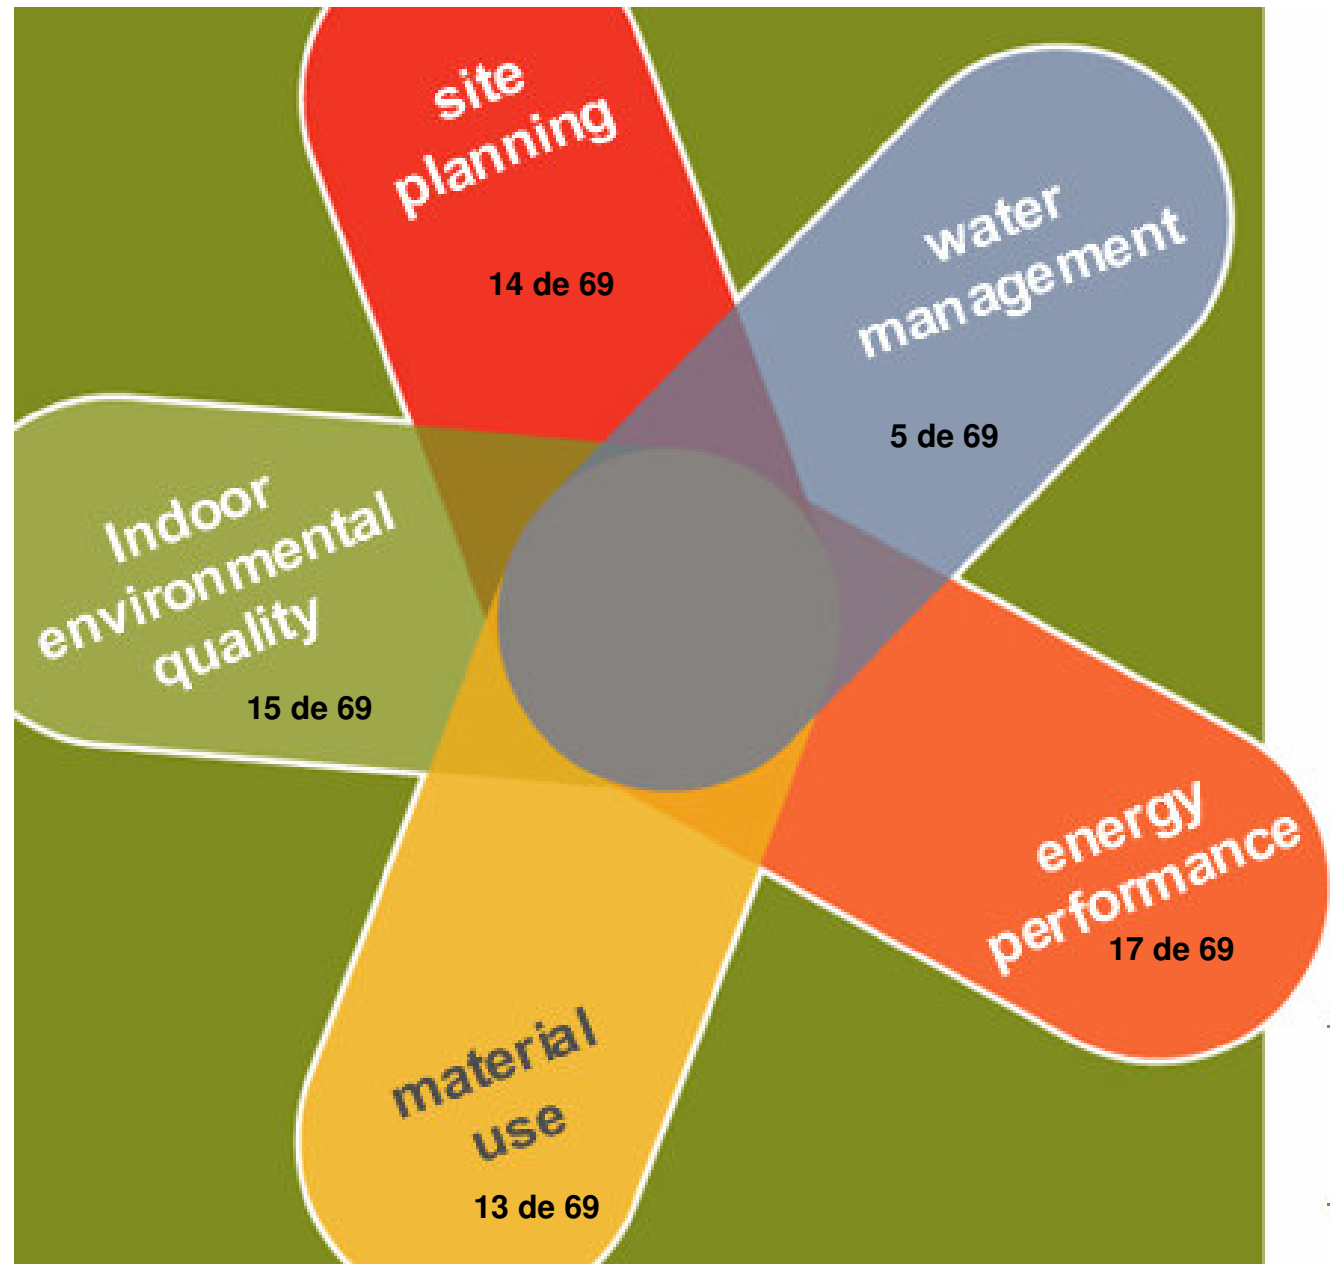 site
planning
14 de 69
water
management
5 de 69
Indoor
environmental
quality
15 de 69
energy
performance
17 de 69
material
use
13 de 69